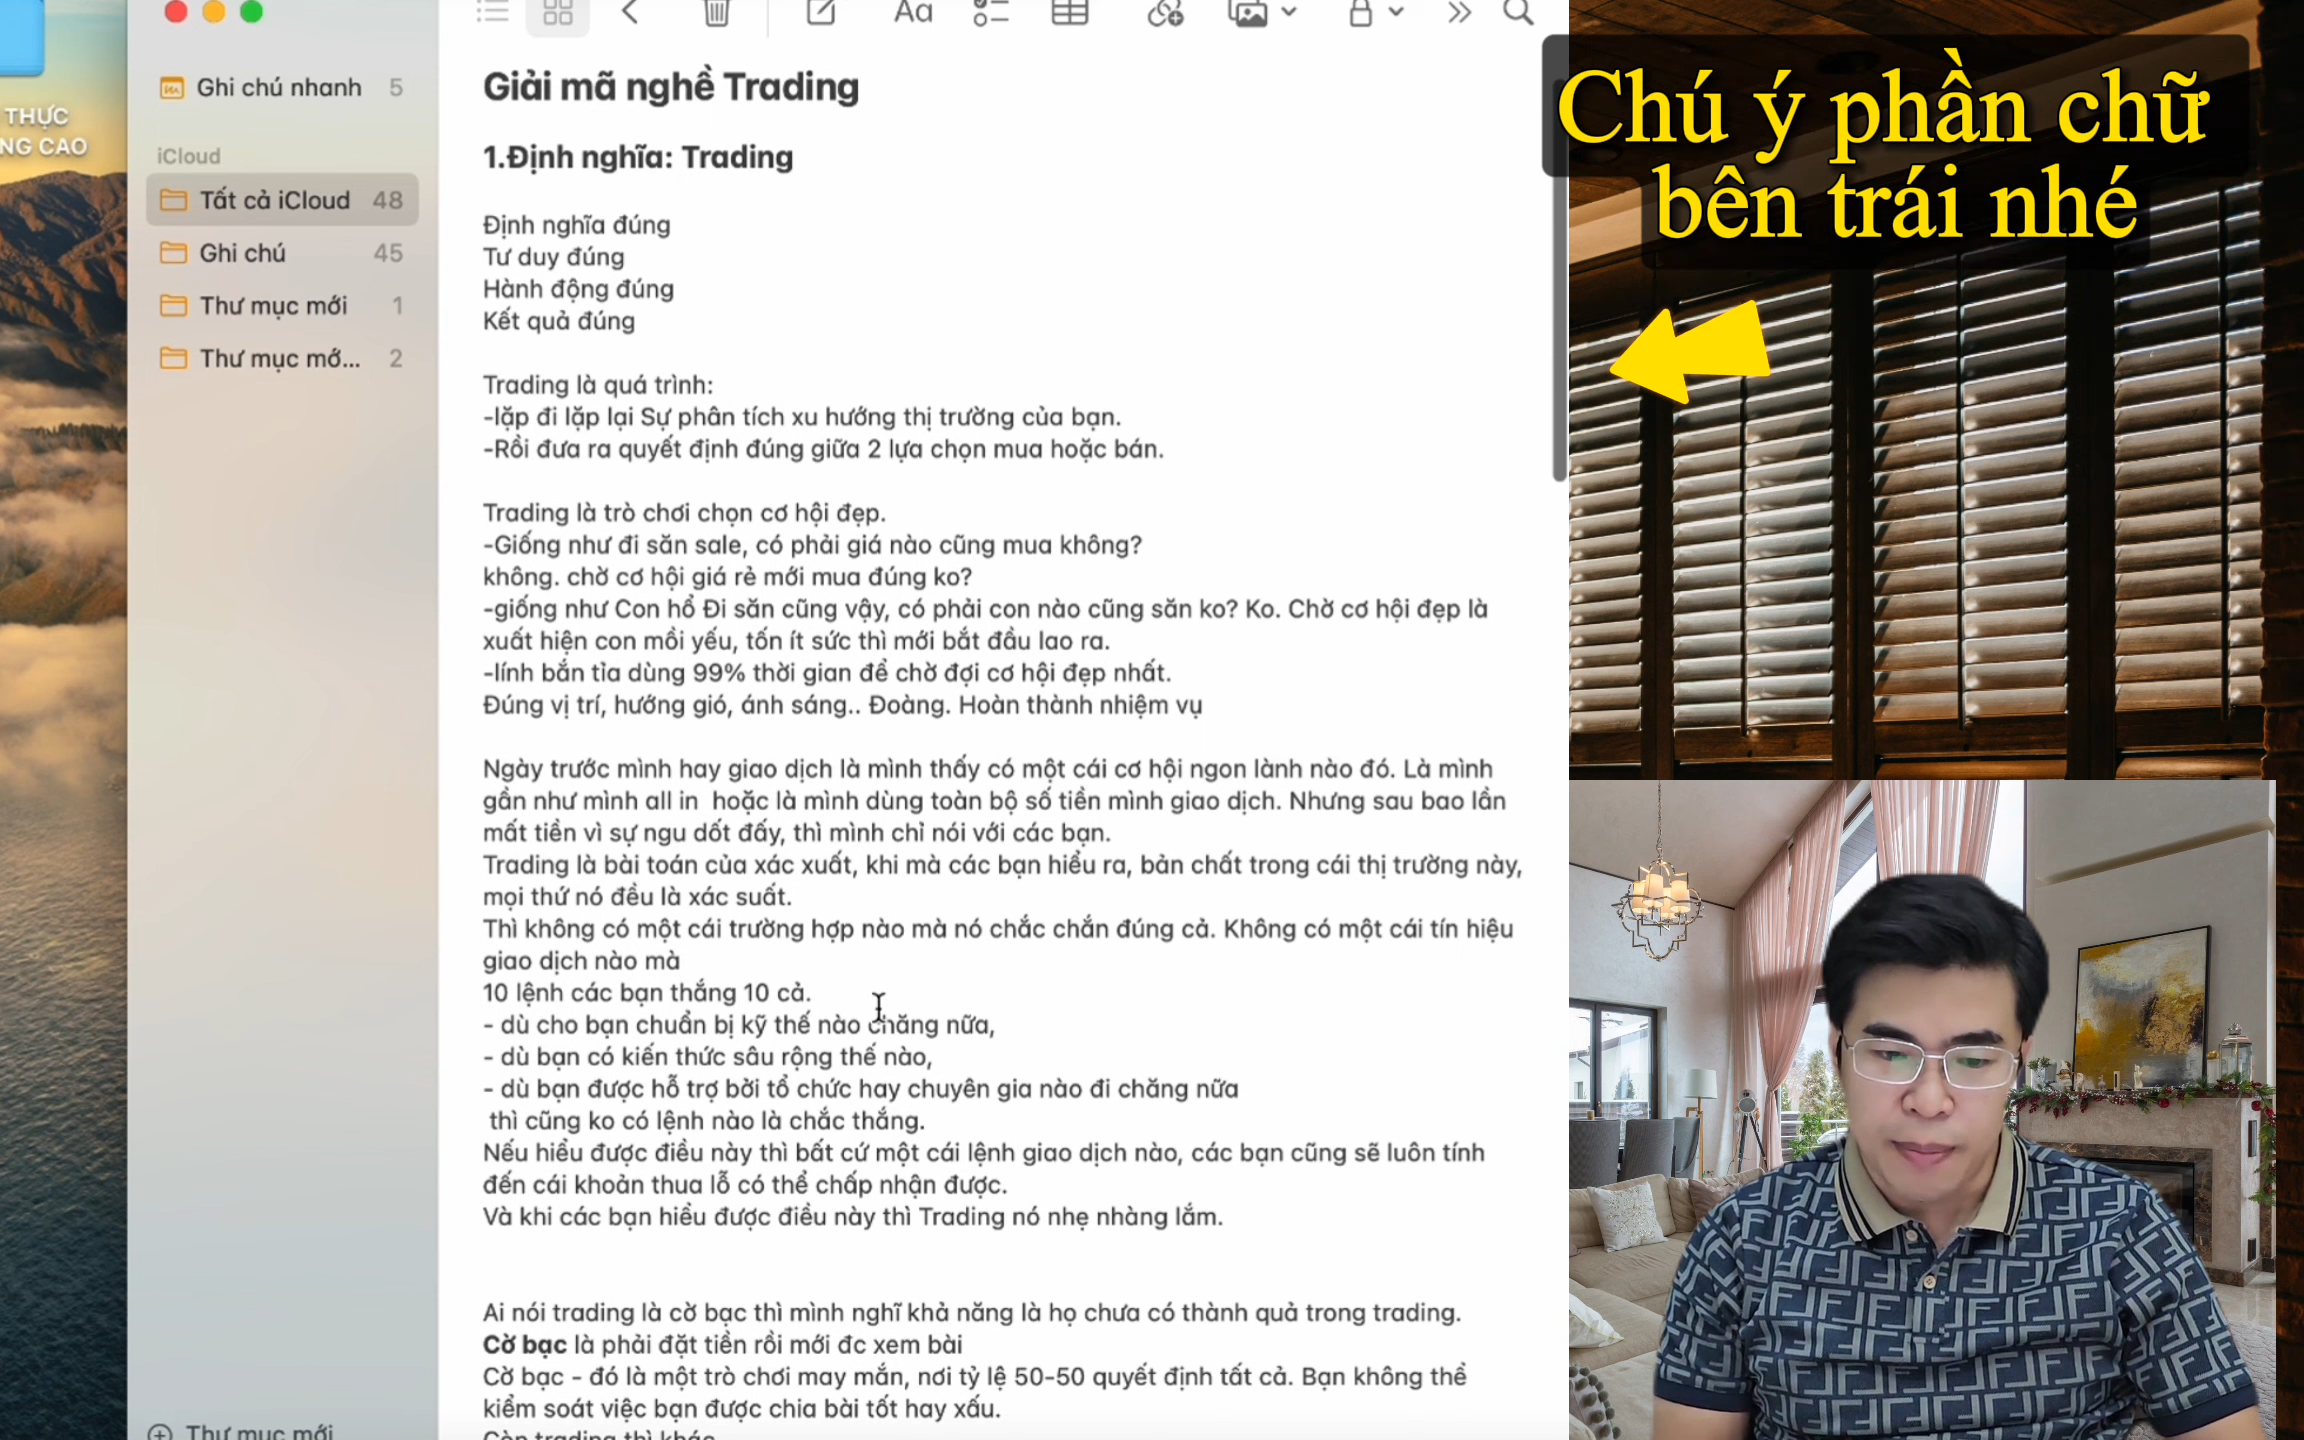 THỰC
NG CAO
Ghi chú nhanh 5
iCloud
Tất cả iCloud 48
Ghi chú 45
Thư mục mới 1
Thư mục mớ... 2
Thư mục mới
Aa
Giải mã nghề Trading
1.Định nghĩa: Trading
Định nghĩa đúng
Tư duy đúng
Hành động đúng
Kết quả đúng
Trading là quá trình:
-lặp đi lặp lại Sự phân tích xu hướng thị trường của bạn.
-Rồi đưa ra quyết định đúng giữa 2 lựa chọn mua hoặc bán.
Trading là trò chơi chọn cơ hội đẹp.
-Giống như đi săn sale, có phải giá nào cũng mua không?
không. chờ cơ hội giá rẻ mới mua đúng ko?
-giống như Con hổ Đi săn cũng vậy, có phải con nào cũng săn ko? Ko. Chờ cơ hội đẹp là
xuất hiện con mồi yếu, tốn ít sức thì mới bắt đầu lao ra.
-lính bắn tỉa dùng 99% thời gian để chờ đợi cơ hội đẹp nhất.
Đúng vị trí, hướng gió, ánh sáng.. Đoàng. Hoàn thành nhiệm vụ
Ngày trước mình hay giao dịch là mình thấy có một cái cơ hội ngon lành nào đó. Là mình
gần như mình all in hoặc là mình dùng toàn bộ số tiền mình giao dịch. Nhưng sau bao lần
mất tiền vì sự ngu dốt đấy, thì mình chỉ nói với các bạn.
Trading là bài toán của xác xuất, khi mà các bạn hiểu ra, bản chất trong cái thị trường này,
mọi thứ nó đều là xác suất.
Thì không có một cái trường hợp nào mà nó chắc chắn đúng cả. Không có một cái tín hiệu
giao dịch nào mà
10 lệnh các bạn thắng 10 cả.
- dù cho bạn chuẩn bị kỹ thế nào chăng nữa,
- dù bạn có kiến thức sâu rộng thế nào,
- dù bạn được hỗ trợ bởi tổ chức hay chuyên gia nào đi chăng nữa
thì cũng ko có lệnh nào là chắc thắng.
Nếu hiểu được điều này thì bất cứ một cái lệnh giao dịch nào, các bạn cũng sẽ luôn tính
đến cái khoản thua lỗ có thể chấp nhận được.
Và khi các bạn hiểu được điều này thì Trading nó nhẹ nhàng lắm.
Ai nói trading là cờ bạc thì mình nghĩ khả năng là họ chưa có thành quả trong trading.
Cờ bạc là phải đặt tiền rồi mới đc xem bài
Cờ bạc - đó là một trò chơi may mắn, nơi tỷ lệ 50-50 quyết định tất cả. Bạn không thể
kiểm soát việc bạn được chia bài tốt hay xấu.
Còn trading thì khác
Chú ý phần chữ
bên trái nhé